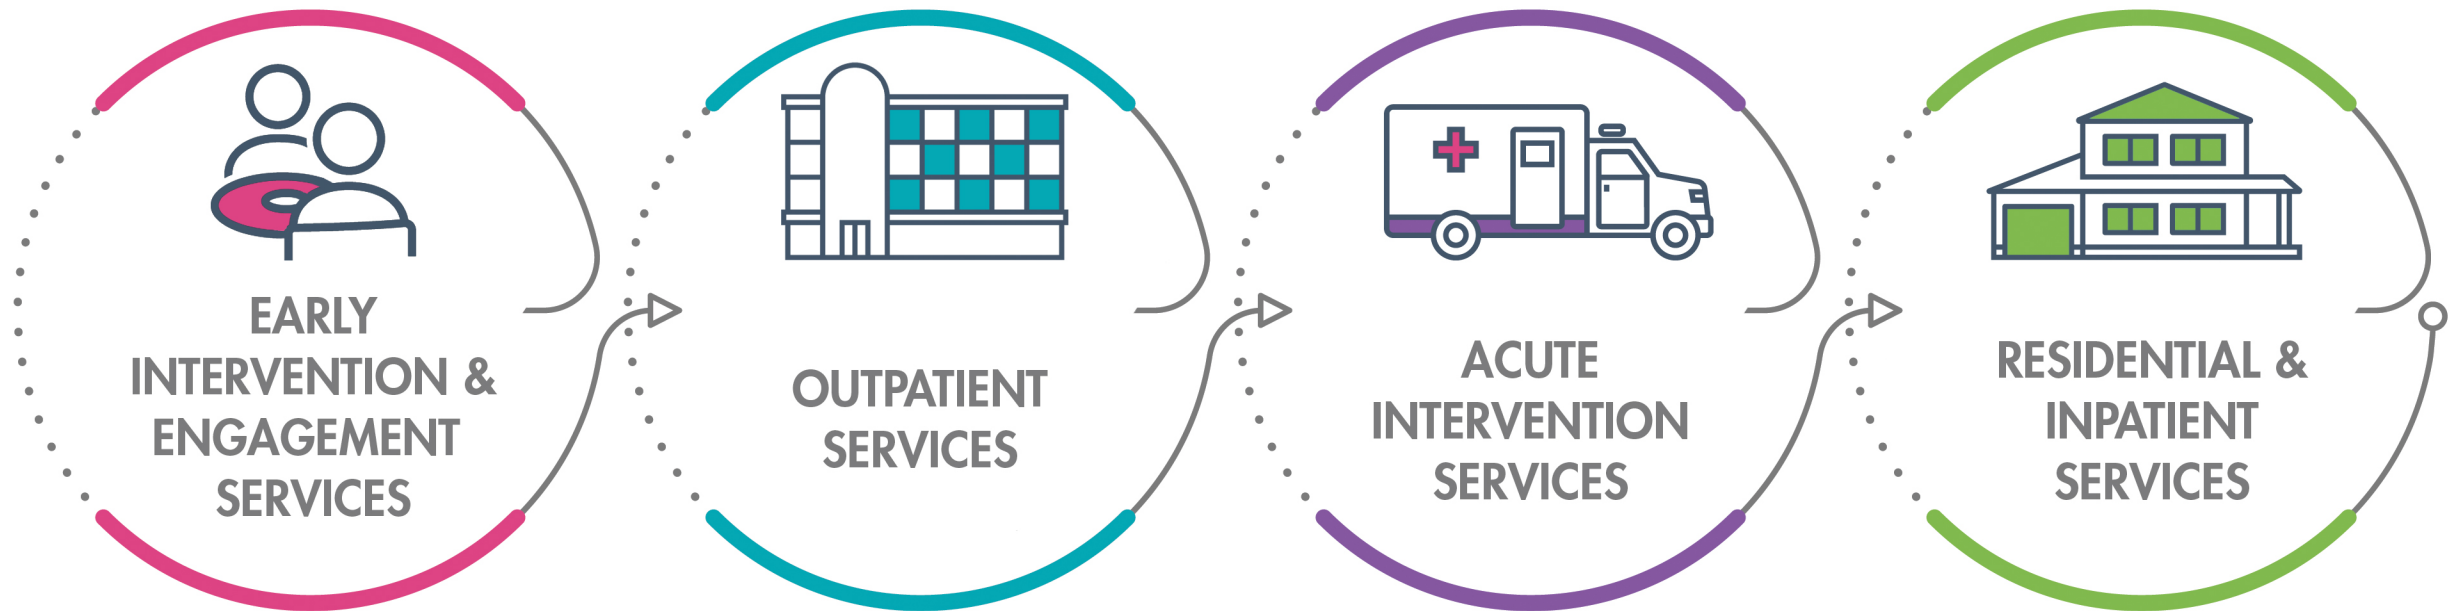 EARLY
INTERVENTION &
ENGAGEMENT
SERVICES
OUTPATIENT
SERVICES
ACUTE
INTERVENTION
SERVICES
RESIDENTIAL &
INPATIENT
SERVICES